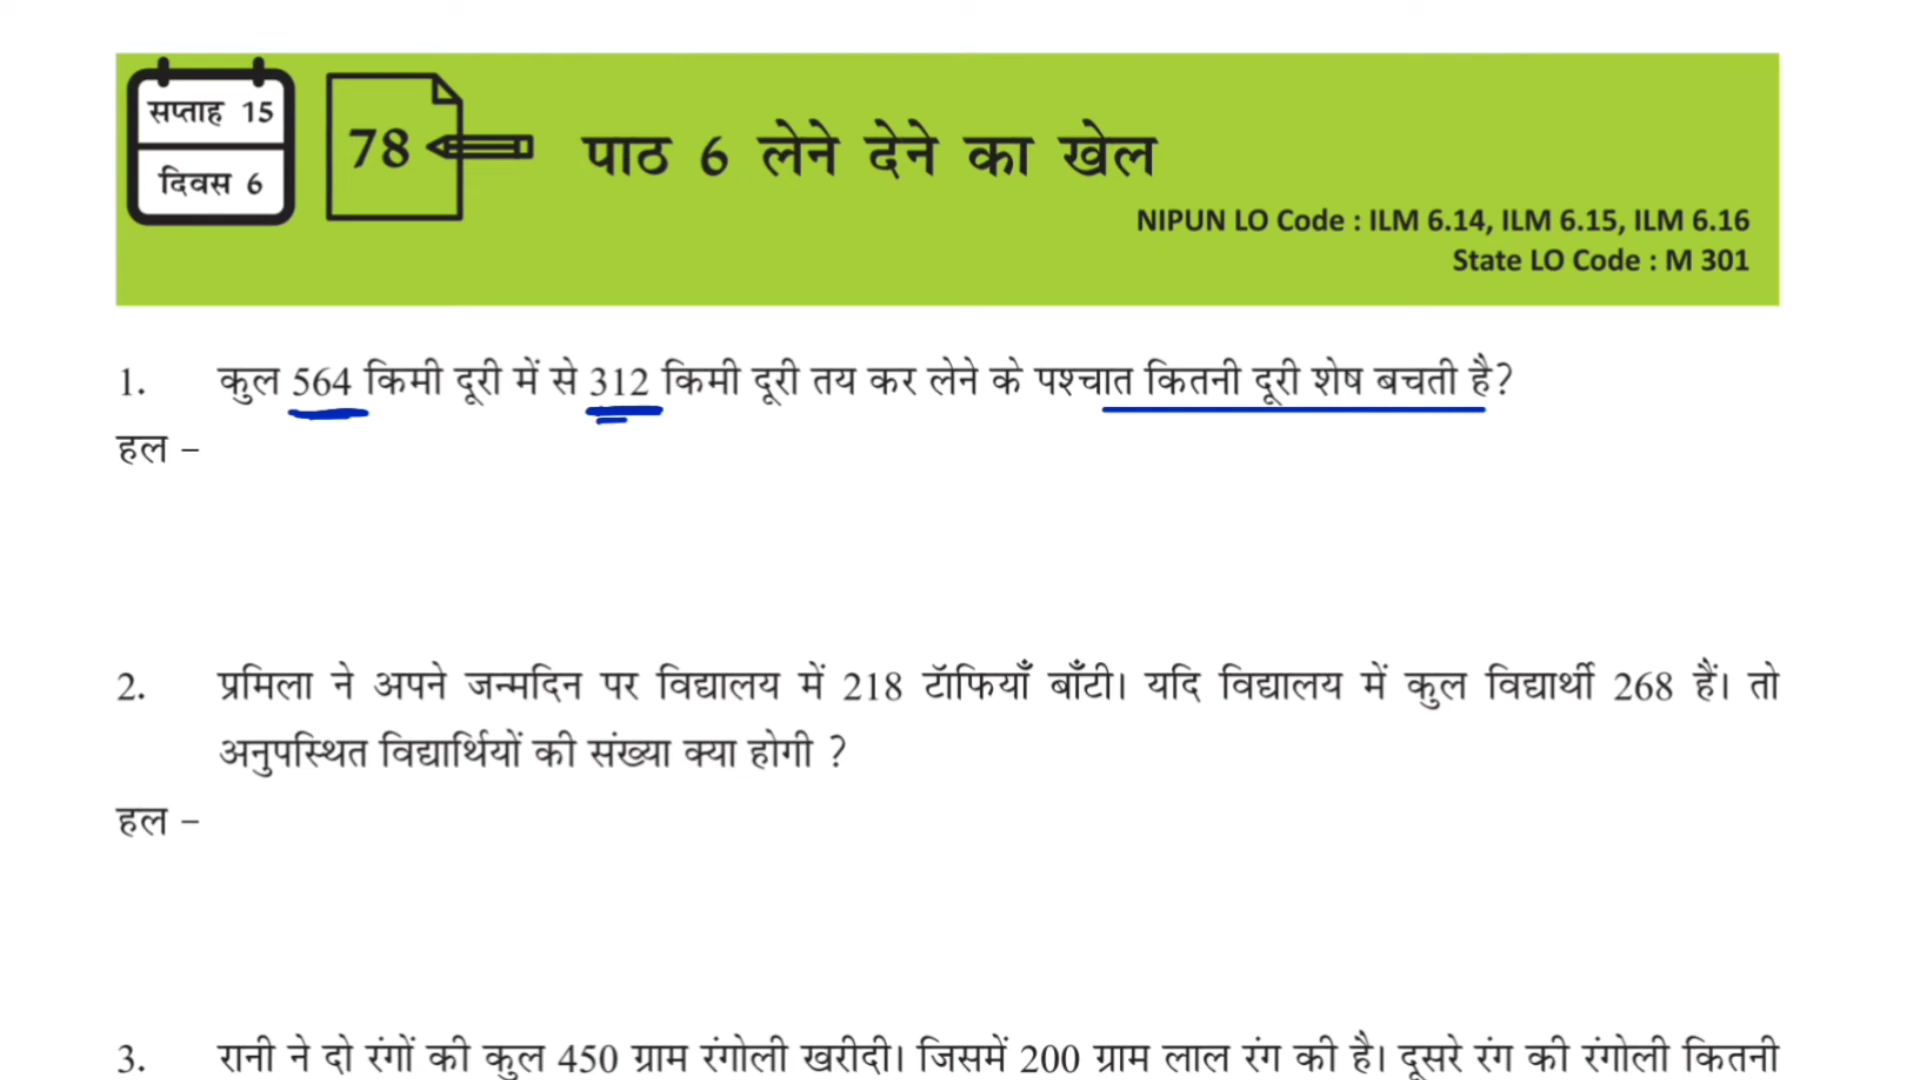 सप्ताह 15
दिवस 6
78
पाठ 6 लेने देने का खेल
NIPUN LO Code : ILM 6.14, ILM 6.15, ILM 6.16
State LO Code : M 301
1. कुल 564 किमी दूरी में से 312 किमी दूरी तय कर लेने के पश्चात कितनी दूरी शेष बचती है?
हल –
2. प्रमिला ने अपने जन्मदिन पर विद्यालय में 218 टॉफियाँ बाँटी। यदि विद्यालय में कुल विद्यार्थी 268 हैं। तो
अनुपस्थित विद्यार्थियों की संख्या क्या होगी ?
हल –
3. रानी ने दो रंगों की कुल 450 ग्राम रंगोली खरीदी। जिसमें 200 ग्राम लाल रंग की है। दूसरे रंग की रंगोली कितनी